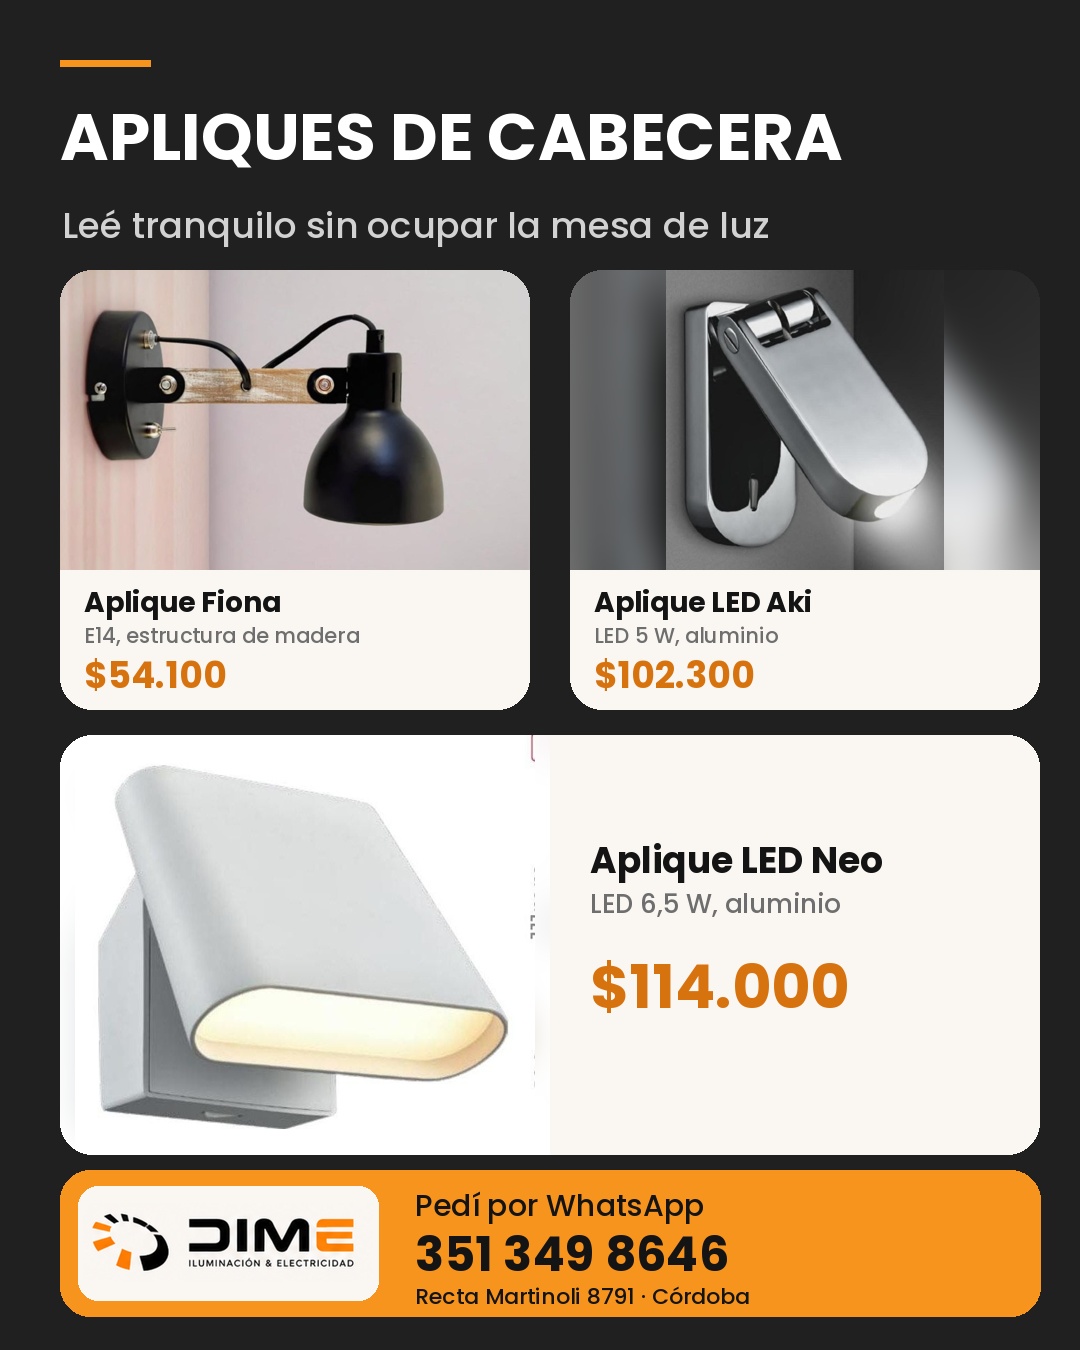 APLIQUES DE CABECERA
Leé tranquilo sin ocupar la mesa de luz
Aplique Fiona
E14, estructura de madera
$54.100
Aplique LED Aki
LED 5 W, aluminio
$102.300
Aplique LED Neo
LED 6,5 W, aluminio
$114.000
DIME
ILUMINACIÓN & ELECTRICIDAD
Pedí por WhatsApp
351 349 8646
Recta Martinoli 8791 · Córdoba